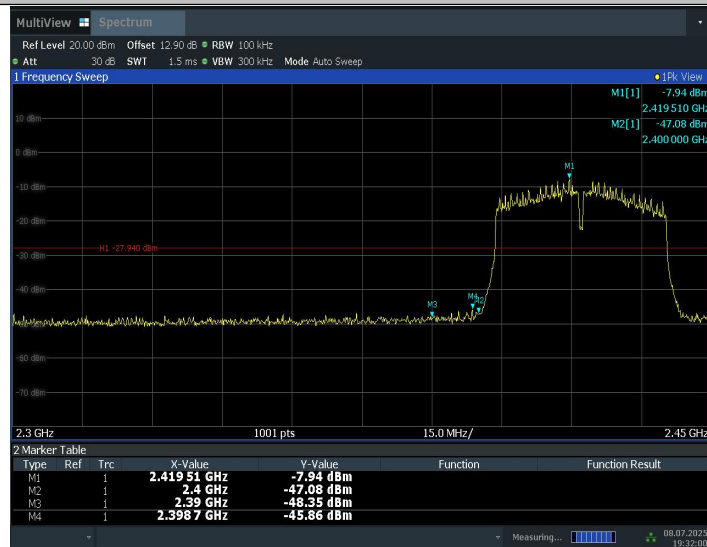 MultiView Spectrum
Ref Level 20.00 dBm Offset 12.90 dB RBW 100 kHz
Att 30 dB SWT 1.5 ms VBW 300 kHz Mode Auto Sweep
1 Frequency Sweep 1Pk View
M1[1] -7.94 dBm
2.419 510 GHz
M2[1] -47.08 dBm
2.400 000 GHz
10 dBm
0 dBm
M1
-10 dBm
-20 dBm
H1 -27.940 dBm
-30 dBm
-40 dBm
M3 M4
-60 dBm
-70 dBm
2.3 GHz 1001 pts 15.0 MHz/ 2.45 GHz
2 Marker Table
Type Ref Trc X-Value Y-Value Function Function Result
M1 1 2.419 51 GHz -7.94 dBm
M2 1 2.4 GHz -47.08 dBm
M3 1 2.39 GHz -48.35 dBm
M4 1 2.398 7 GHz -45.86 dBm
Measuring... 08.07.2025
19:32:00